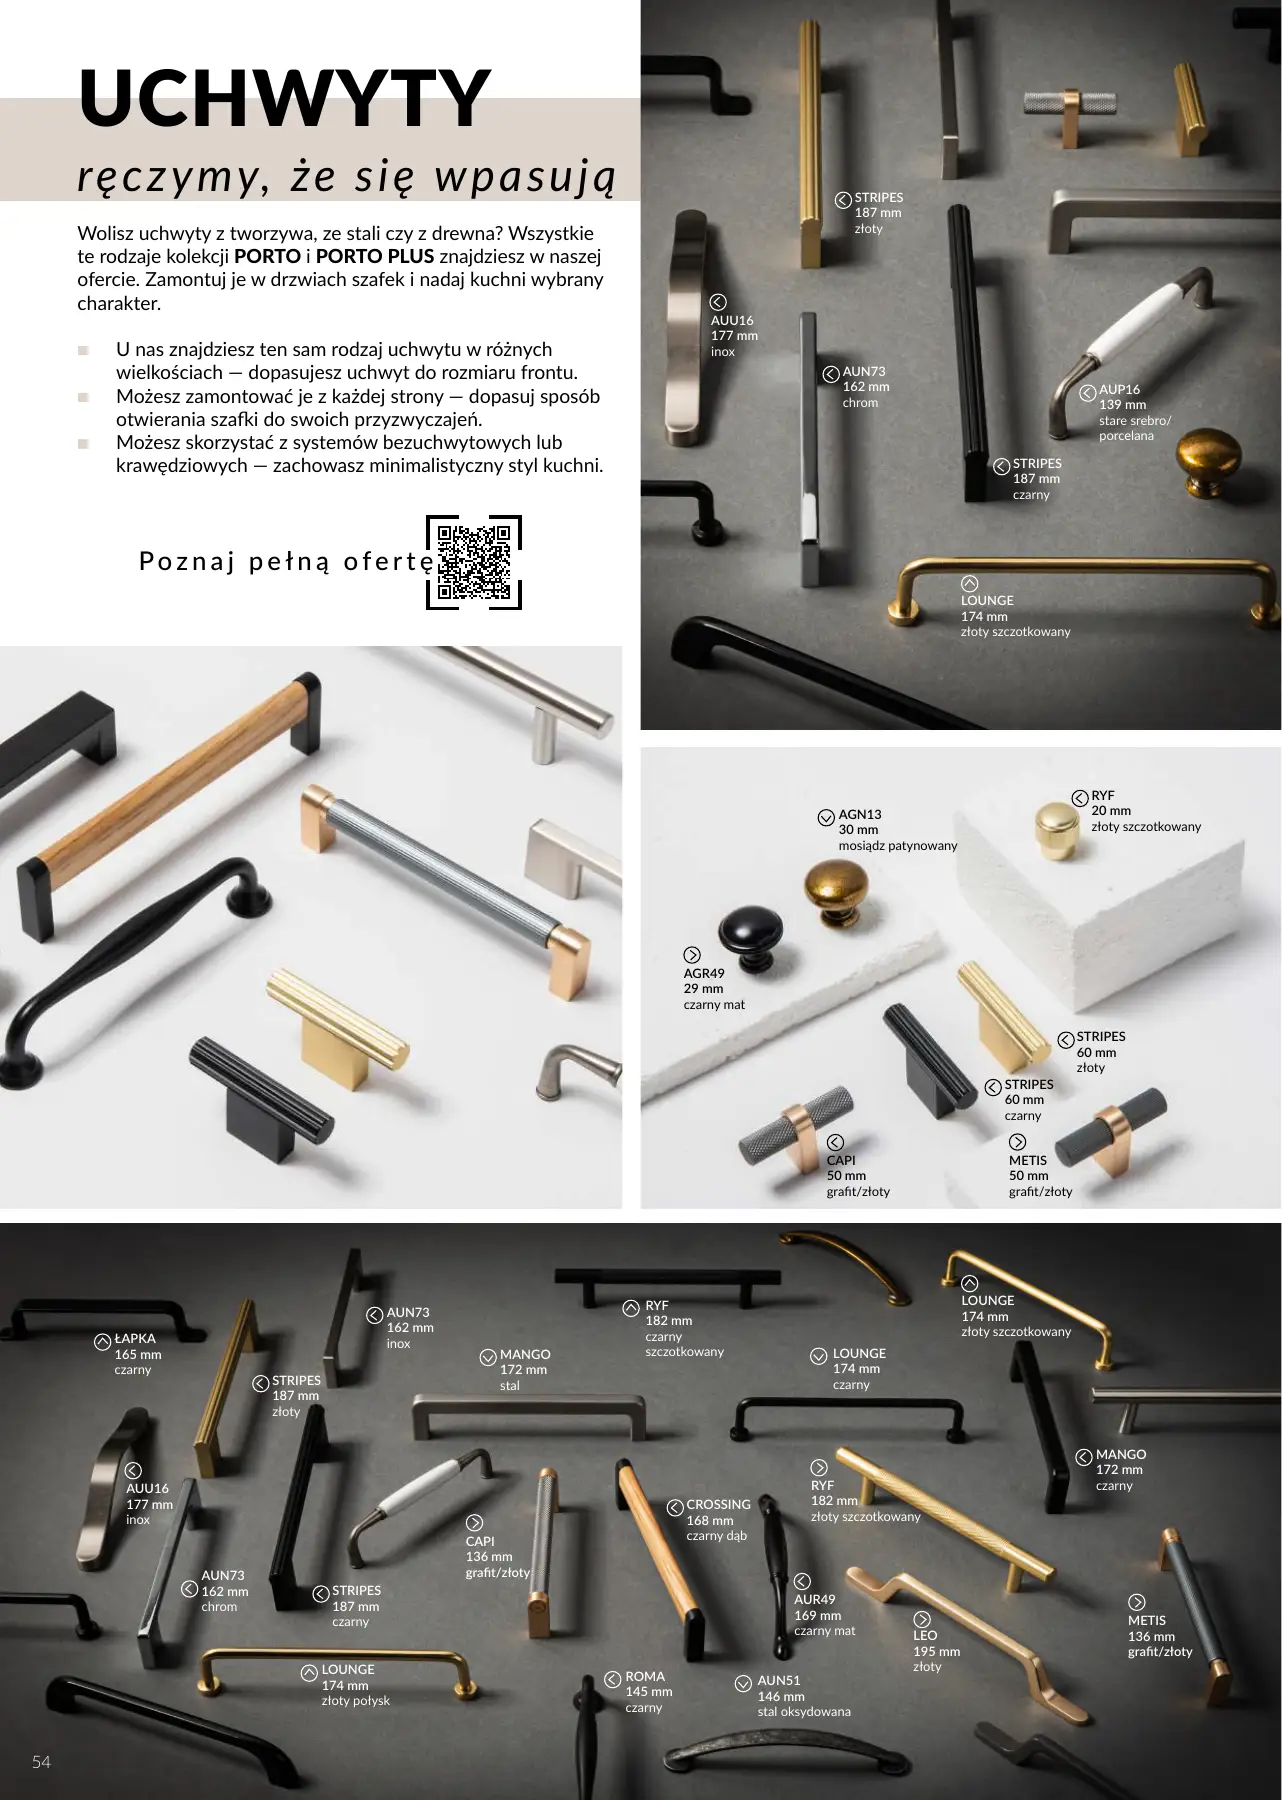 UCHWYTY
ręczymy, że się wpasują
Wolisz uchwyty z tworzywa, ze stali czy z drewna? Wszystkie
te rodzaje kolekcji PORTO i PORTO PLUS znajdziesz w naszej
ofercie. Zamontuj je w drzwiach szafek i nadaj kuchni wybrany
charakter.
U nas znajdziesz ten sam rodzaj uchwytu w różnych
wielkościach — dopasujesz uchwyt do rozmiaru frontu.
Możesz zamontować je z każdej strony — dopasuj sposób
otwierania szafki do swoich przyzwyczajeń.
Możesz skorzystać z systemów bezuchwytowych lub
krawędziowych — zachowasz minimalistyczny styl kuchni.
Poznaj pełną ofertę
STRIPES
187 mm
złoty
AUU16
177 mm
inox
AUN73
162 mm
chrom
AUP16
139 mm
stare srebro/
porcelana
STRIPES
187 mm
czarny
LOUNGE
174 mm
złoty szczotkowany
RYF
20 mm
złoty szczotkowany
AGN13
30 mm
mosiądz patynowany
AGR49
29 mm
czarny mat
STRIPES
60 mm
złoty
STRIPES
60 mm
czarny
CAPI
50 mm
grafit/złoty
METIS
50 mm
grafit/złoty
ŁAPKA
165 mm
czarny
STRIPES
187 mm
złoty
AUN73
162 mm
inox
MANGO
172 mm
stal
RYF
182 mm
czarny
szczotkowany
LOUNGE
174 mm
czarny
LOUNGE
174 mm
złoty szczotkowany
MANGO
172 mm
czarny
AUU16
177 mm
inox
AUN73
162 mm
chrom
STRIPES
187 mm
czarny
CAPI
136 mm
grafit/złoty
CROSSING
168 mm
czarny dąb
RYF
182 mm
złoty szczotkowany
AUR49
169 mm
czarny mat
LEO
195 mm
złoty
METIS
136 mm
grafit/złoty
LOUNGE
174 mm
złoty połysk
ROMA
145 mm
czarny
AUN51
146 mm
stal oksydowana
54